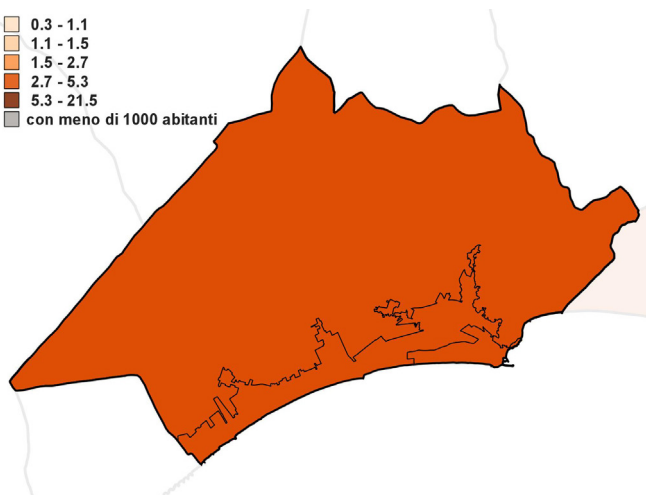 0.3 - 1.1
1.1 - 1.5
1.5 - 2.7
2.7 - 5.3
5.3 - 21.5
con meno di 1000 abitanti